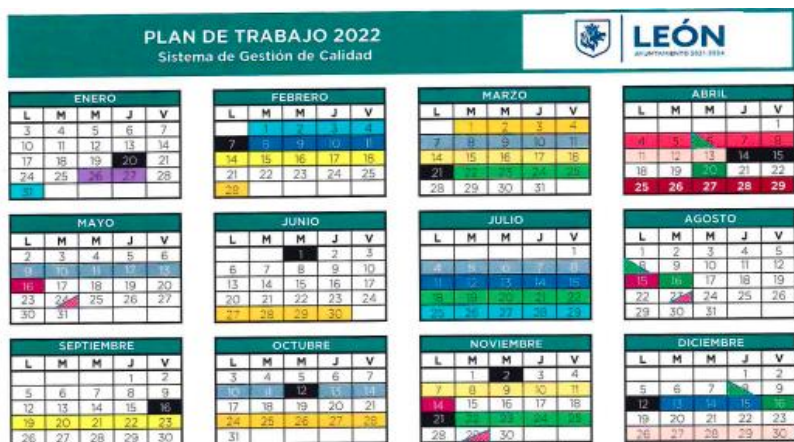 PLAN DE TRABAJO 2022
Sistema de Gestión de Calidad
LEÓN
AYUNTAMIENTO 2021-2024
ENERO
L M M J V
3 4 5 6 7
10 11 12 13 14
17 18 19 20 21
24 25 26 27 28
31
FEBRERO
L M M J V
1 2 3 4
7 8 9 10 11
14 15 16 17 18
21 22 23 24 25
28
MARZO
L M M J V
1 2 3 4
7 8 9 10 11
14 15 16 17 18
21 22 23 24 25
28 29 30 31
ABRIL
L M M J V
1
4 5 6 7 8
11 12 13 14 15
18 19 20 21 22
25 26 27 28 29
MAYO
L M M J V
2 3 4 5 6
9 10 11 12 13
16 17 18 19 20
23 24 25 26 27
30 31
JUNIO
L M M J V
1 2 3
6 7 8 9 10
13 14 15 16 17
20 21 22 23 24
27 28 29 30
JULIO
L M M J V
1
4 5 6 7 8
11 12 13 14 15
18 19 20 21 22
25 26 27 28 29
AGOSTO
L M M J V
1 2 3 4 5
8 9 10 11 12
15 16 17 18 19
22 23 24 25 26
29 30 31
SEPTIEMBRE
L M M J V
1 2
5 6 7 8 9
12 13 14 15 16
19 20 21 22 23
26 27 28 29 30
OCTUBRE
L M M J V
3 4 5 6 7
10 11 12 13 14
17 18 19 20 21
24 25 26 27 28
31
NOVIEMBRE
L M M J V
1 2 3 4
7 8 9 10 11
14 15 16 17 18
21 22 23 24 25
28 29 30
DICIEMBRE
L M M J V
1 2
5 6 7 8 9
12 13 14 15 16
19 20 21 22 23
26 27 28 29 30